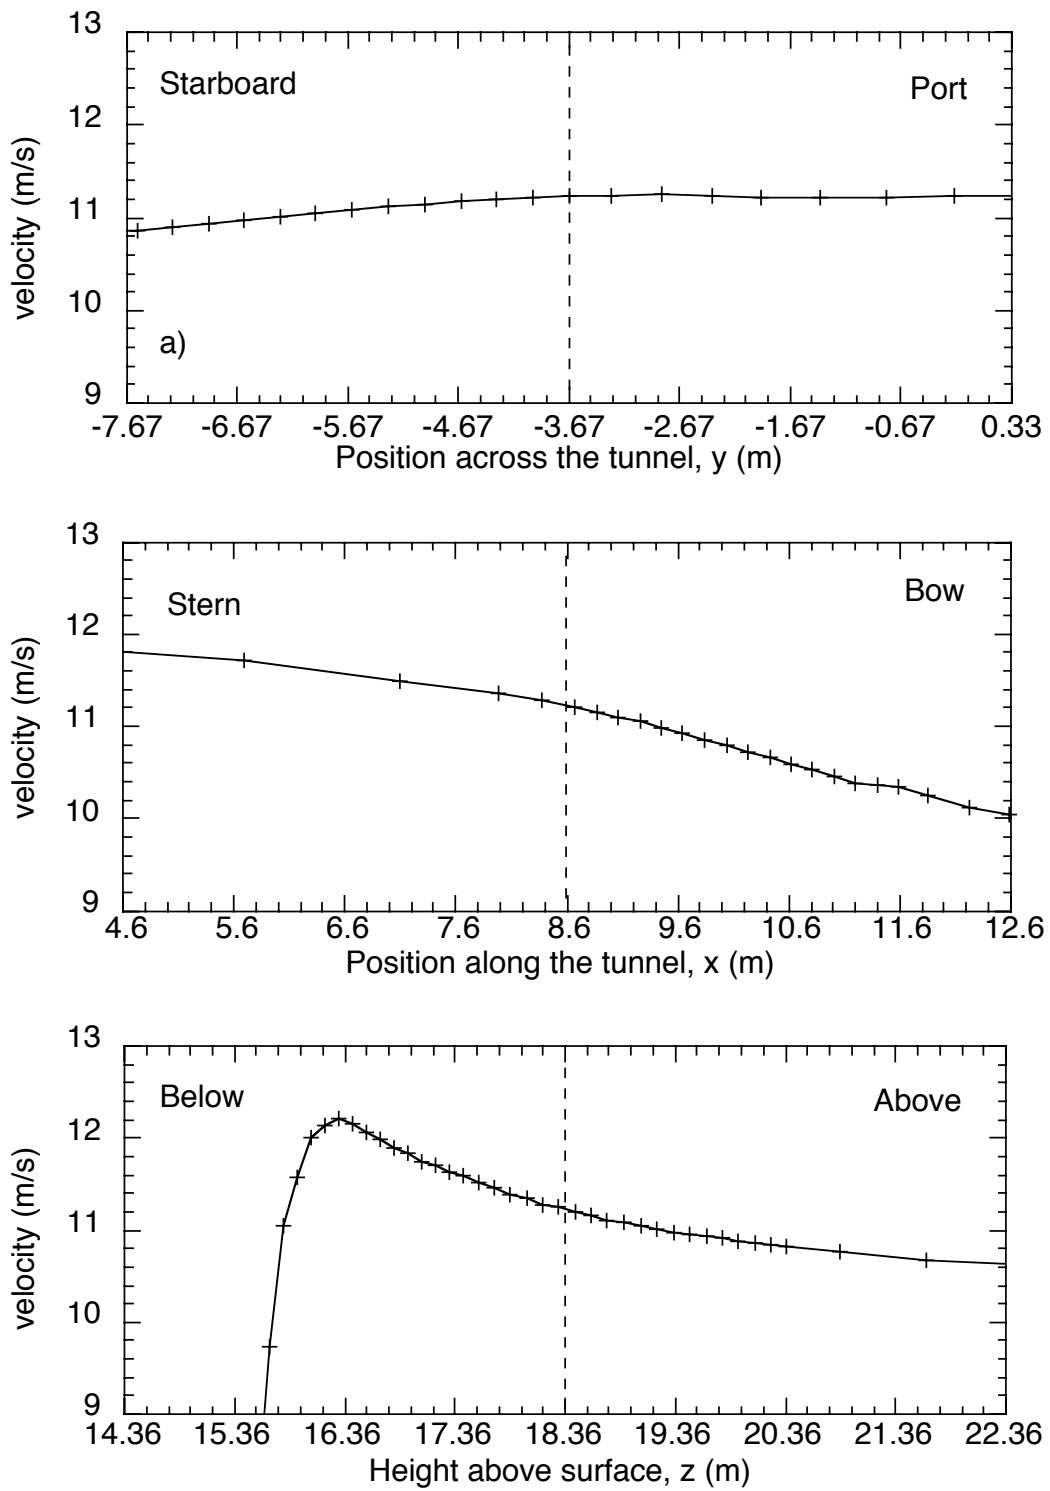 13
Starboard
Port
12
velocity (m/s)
11
10
a)
9
-7.67 -6.67 -5.67 -4.67 -3.67 -2.67 -1.67 -0.67 0.33
Position across the tunnel, y (m)
13
Stern
Bow
12
velocity (m/s)
11
10
9
4.6 5.6 6.6 7.6 8.6 9.6 10.6 11.6 12.6
Position along the tunnel, x (m)
13
Below
Above
12
velocity (m/s)
11
10
9
14.36 15.36 16.36 17.36 18.36 19.36 20.36 21.36 22.36
Height above surface, z (m)